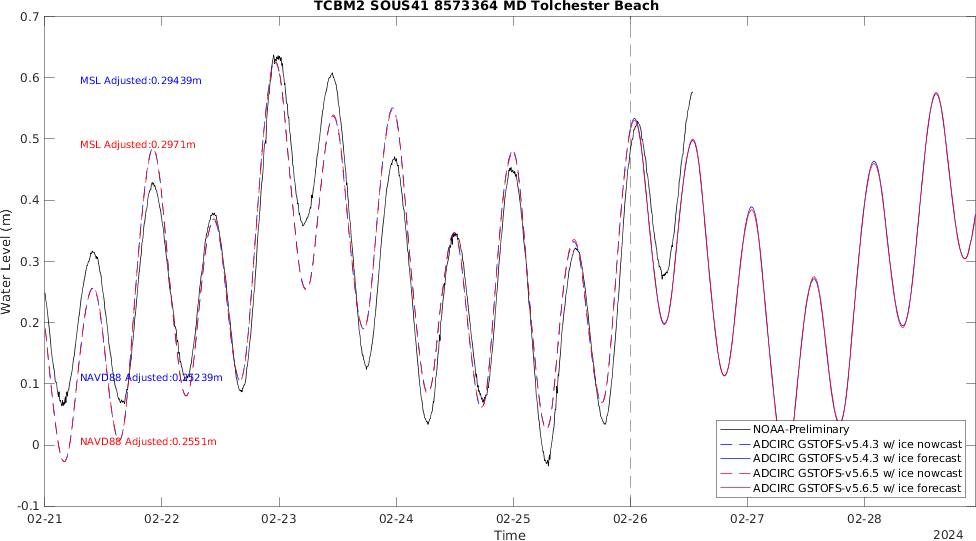 TCBM2 SOUS41 8573364 MD Tolchester Beach
0.7
0.6
0.5
0.4
0.3
0.2
0.1
0
-0.1
Water Level (m)
MSL Adjusted:0.29439m
MSL Adjusted:0.2971m
NAVD88 Adjusted:0.25239m
NAVD88 Adjusted:0.2551m
NOAA-Preliminary
ADCIRC GSTOFS-v5.4.3 w/ ice nowcast
ADCIRC GSTOFS-v5.4.3 w/ ice forecast
ADCIRC GSTOFS-v5.6.5 w/ ice nowcast
ADCIRC GSTOFS-v5.6.5 w/ ice forecast
02-21 02-22 02-23 02-24 02-25 02-26 02-27 02-28
Time
2024